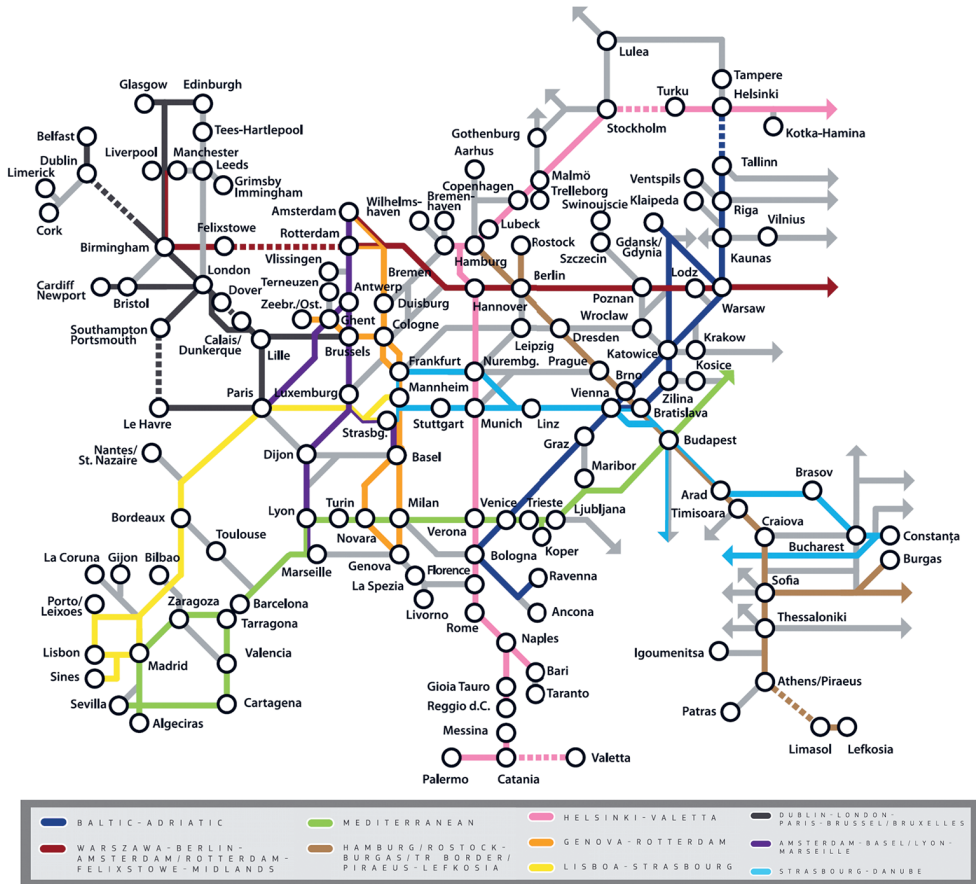 Lulea
Tampere
Glasgow
Edinburgh
Turku
Helsinki
Stockholm
Kotka-Hamina
Belfast
Tees-Hartlepool
Gothenburg
Dublin
Liverpool
Manchester
Aarhus
Tallinn
Limerick
Leeds
Malmö
Ventspils
Grimsby
Immingham
Wilhelms-
haven
Bremen-
haven
Copenhagen
Trelleborg
Swinoujscie
Klaipeda
Cork
Amsterdam
Riga
Vilnius
Felixstowe
Rotterdam
Lubeck
Rostock
Gdansk/
Gdynia
Birmingham
Vlissingen
Hamburg
Szczecin
Kaunas
London
Bremen
Berlin
Lodz
Cardiff
Newport
Dover
Terneuzen
Antwerp
Poznan
Bristol
Zeebr./Ost.
Duisburg
Hannover
Warsaw
Southampton
Portsmouth
Calais/
Dunkerque
Ghent
Cologne
Leipzig
Dresden
Wroclaw
Krakow
Lille
Brussels
Frankfurt
Nurembg.
Prague
Katowice
Kosice
Paris
Luxemburg
Mannheim
Brno
Zilina
Le Havre
Vienna
Bratislava
Strasbg.
Stuttgart
Munich
Linz
Nantes/
St. Nazaire
Dijon
Basel
Graz
Budapest
Maribor
Brasov
Arad
Lyon
Turin
Milan
Venice
Trieste
Ljubljana
Timisoara
Bordeaux
Craiova
Toulouse
Novara
Verona
Koper
Bucharest
Constanţa
Marseille
Genova
Bologna
La Coruna
Gijon
Bilbao
La Spezia
Florence
Ravenna
Burgas
Sofia
Porto/
Leixoes
Zaragoza
Barcelona
Livorno
Ancona
Tarragona
Rome
Thessaloniki
Lisbon
Madrid
Valencia
Naples
Igoumenitsa
Sines
Bari
Gioia Tauro
Taranto
Athens/Piraeus
Sevilla
Cartagena
Reggio d.C.
Patras
Algeciras
Messina
Limasol
Lefkosia
Palermo
Catania
Valetta
BALTIC-ADRIATIC
WARSZAWA-BERLIN-
AMSTERDAM/ROTTERDAM-
FELIXSTOWE-MIDLANDS
MEDITERRANEAN
HAMBURG/ROSTOCK-
BURGAS/TR BORDER/
PIRAEUS-LEFKOSIA
HELSINKI-VALETTA
GENOVA-ROTTERDAM
LISBOA-STRASBOURG
DUBLIN-LONDON-
PARIS-BRUSSEL/BRUXELLES
AMSTERDAM-BASEL/LYON-
MARSEILLE
STRASBOURG-DANUBE